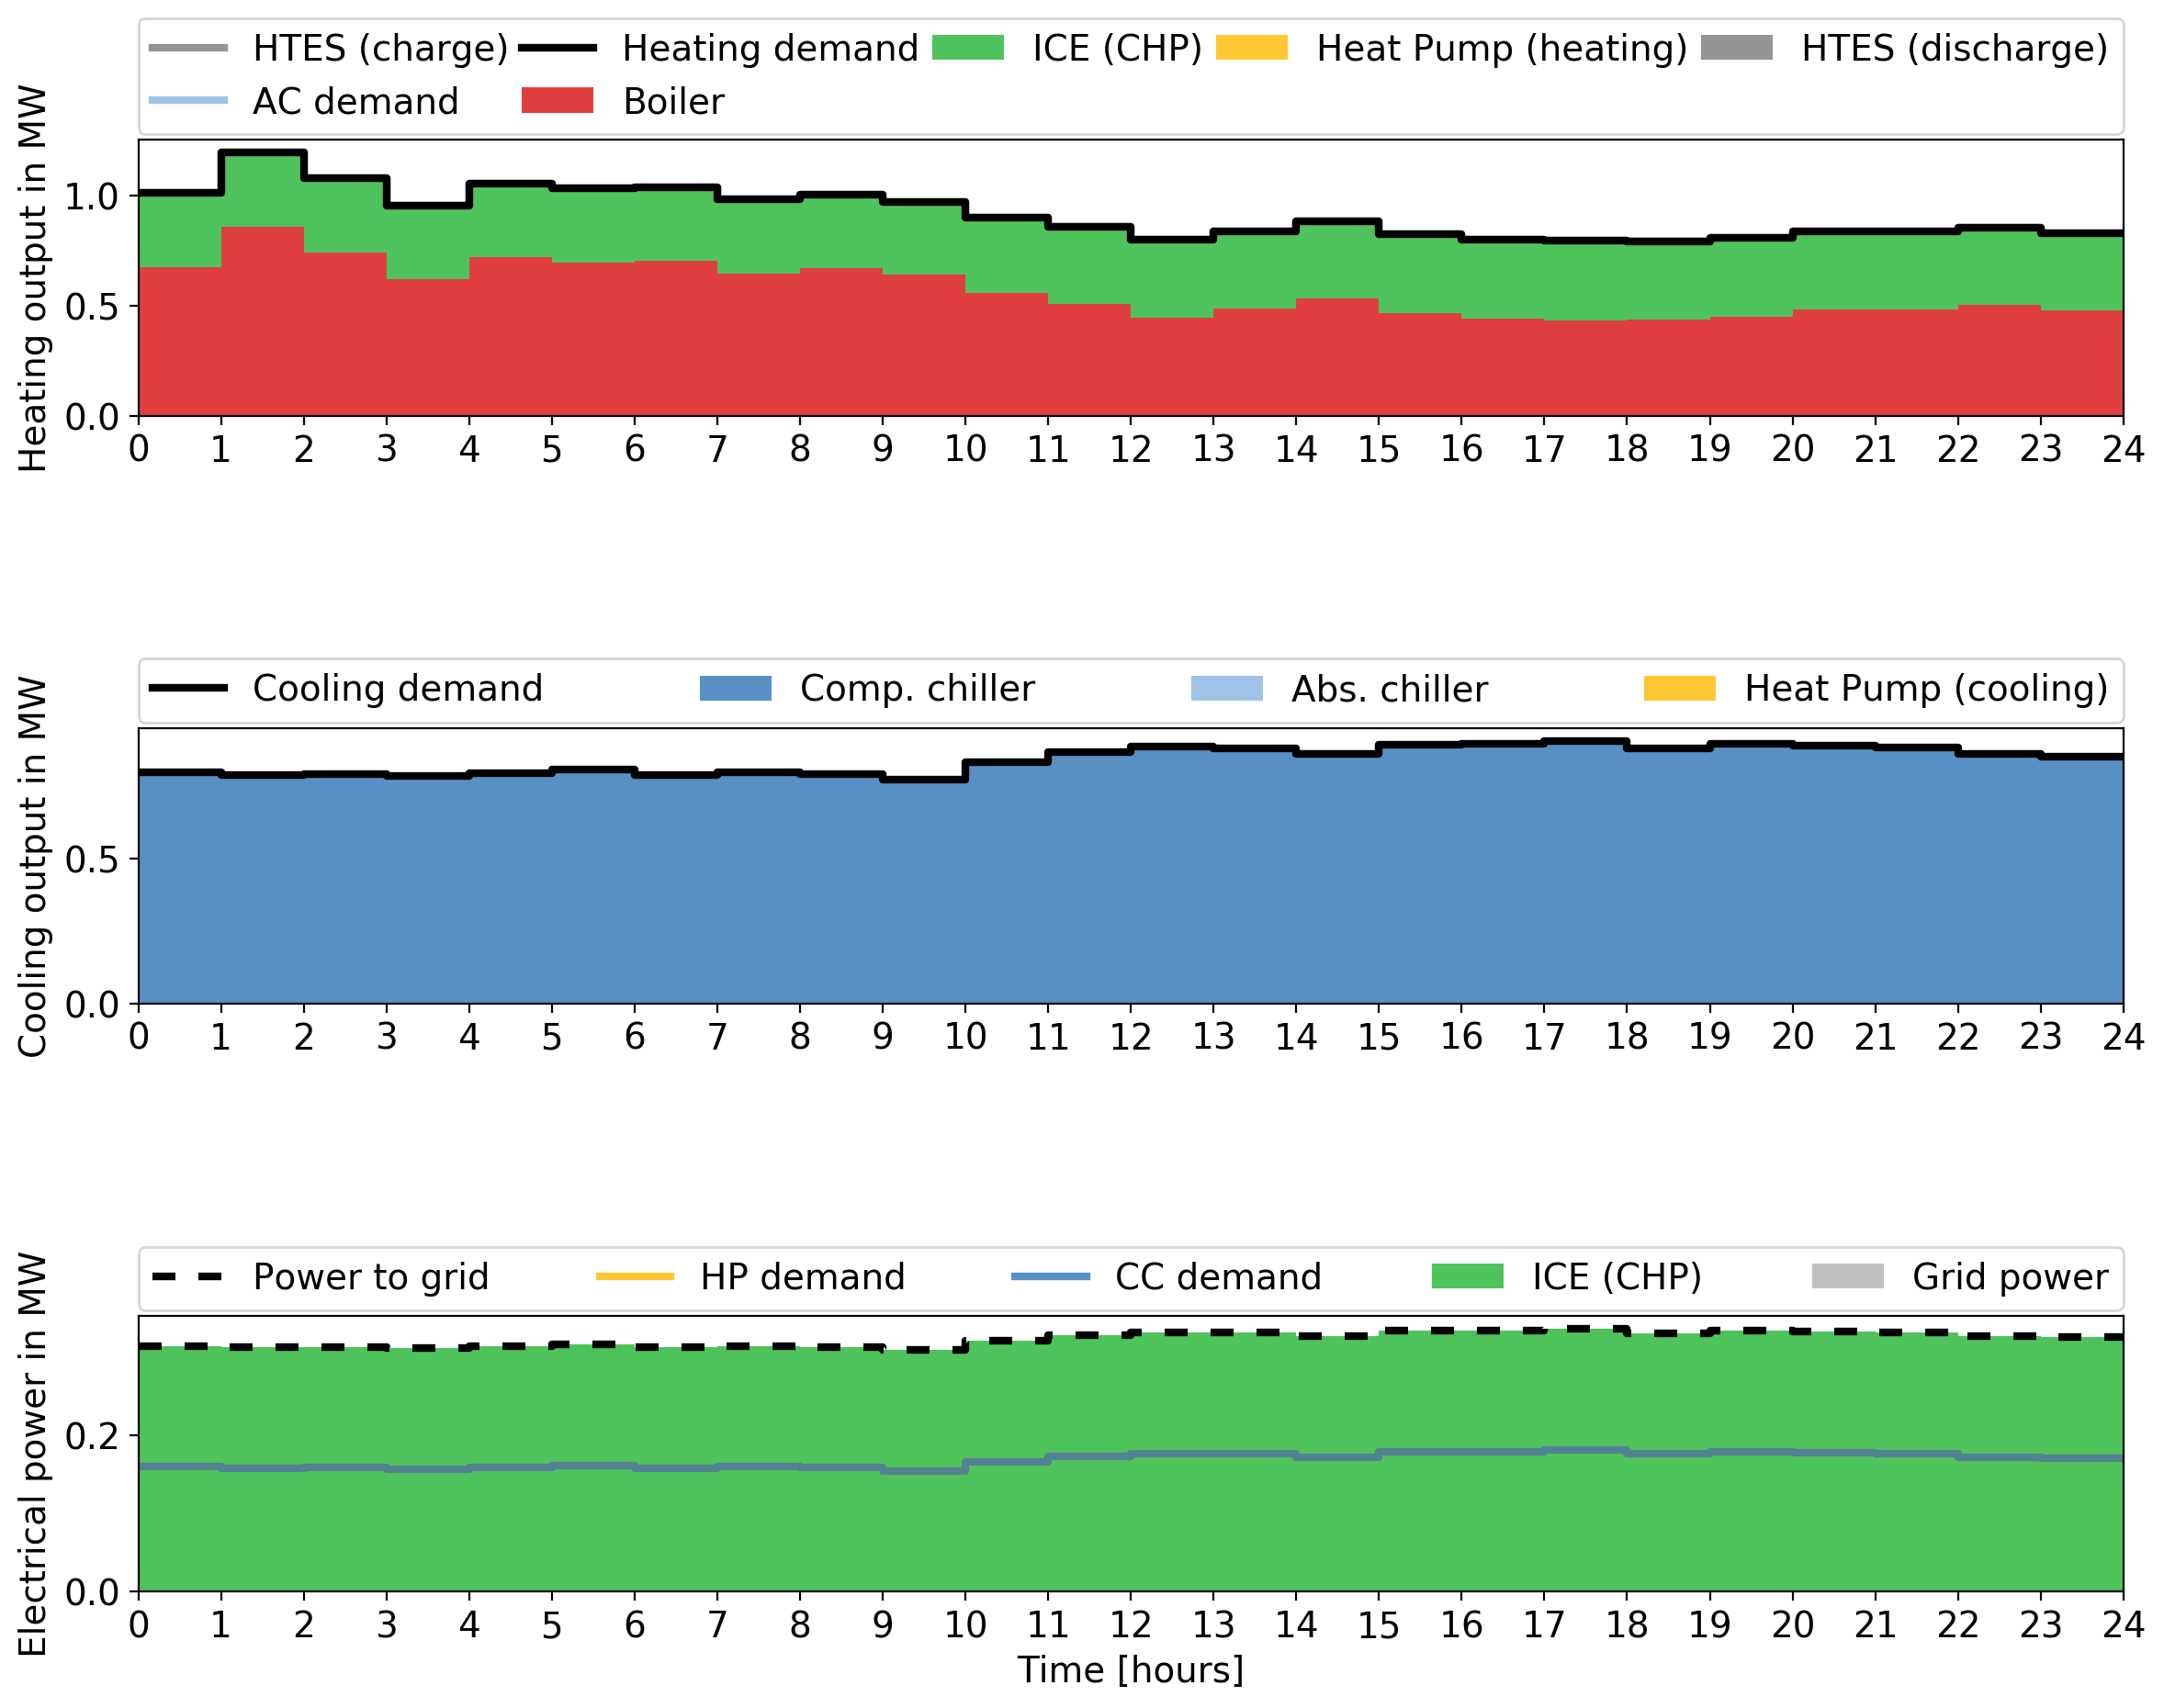 HTES (charge) Heating demand ICE (CHP) Heat Pump (heating) HTES (discharge)
AC demand Boiler
Heating output in MW
1.0
0.5
0.0
0 1 2 3 4 5 6 7 8 9 10 11 12 13 14 15 16 17 18 19 20 21 22 23 24
Cooling demand Comp. chiller Abs. chiller Heat Pump (cooling)
Cooling output in MW
0.5
0.0
0 1 2 3 4 5 6 7 8 9 10 11 12 13 14 15 16 17 18 19 20 21 22 23 24
Power to grid HP demand CC demand ICE (CHP) Grid power
Electrical power in MW
0.2
0.0
0 1 2 3 4 5 6 7 8 9 10 11 12 13 14 15 16 17 18 19 20 21 22 23 24
Time [hours]